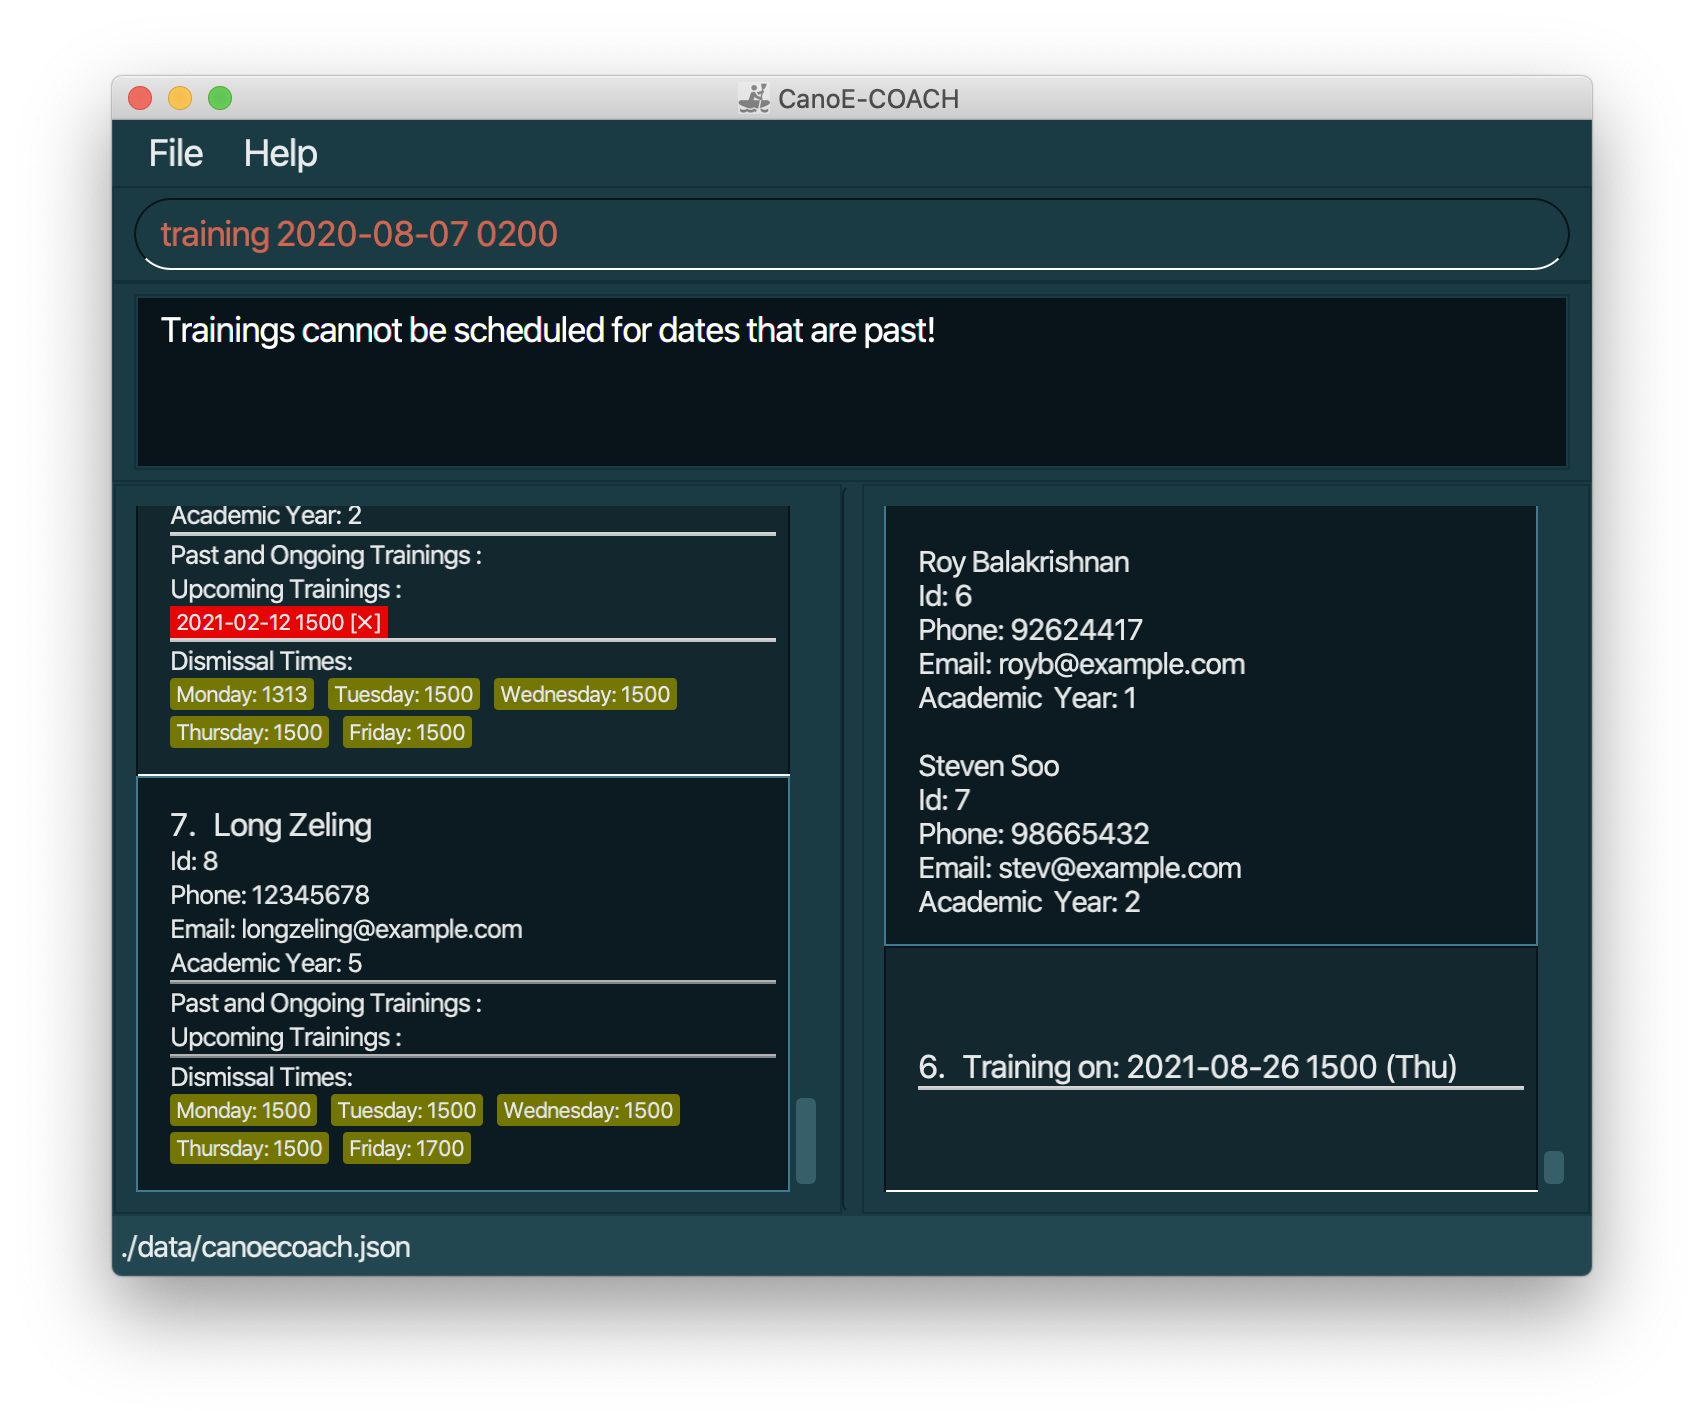 CanoE-COACH
File Help
training 2020-08-07 0200
Trainings cannot be scheduled for dates that are past!
Academic Year: 2
Past and Ongoing Trainings :
Upcoming Trainings :
2021-02-12 1500 [✕]
Dismissal Times:
Monday: 1313 Tuesday: 1500 Wednesday: 1500
Thursday: 1500 Friday: 1500
7. Long Zeling
Id: 8
Phone: 12345678
Email: longzeling@example.com
Academic Year: 5
Past and Ongoing Trainings :
Upcoming Trainings :
Dismissal Times:
Monday: 1500 Tuesday: 1500 Wednesday: 1500
Thursday: 1500 Friday: 1700
Roy Balakrishnan
Id: 6
Phone: 92624417
Email: royb@example.com
Academic Year: 1
Steven Soo
Id: 7
Phone: 98665432
Email: stev@example.com
Academic Year: 2
6. Training on: 2021-08-26 1500 (Thu)
./data/canoecoach.json